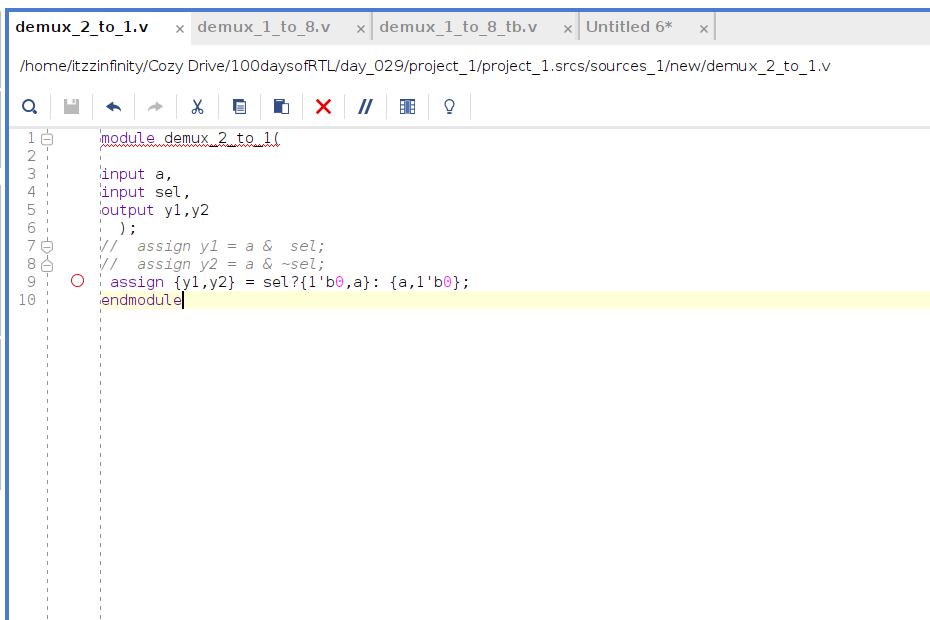 demux_2_to_1.v × demux_1_to_8.v × demux_1_to_8_tb.v × Untitled 6* ×
/home/itzzinfinity/Cozy Drive/100daysofRTL/day_029/project_1/project_1.srcs/sources_1/new/demux_2_to_1.v
1 module demux_2_to_1(
2
3 input a,
4 input sel,
5 output y1,y2
6 );
7 // assign y1 = a & sel;
8 // assign y2 = a & ~sel;
9 assign {y1,y2} = sel?{1'b0,a}: {a,1'b0};
10 endmodule